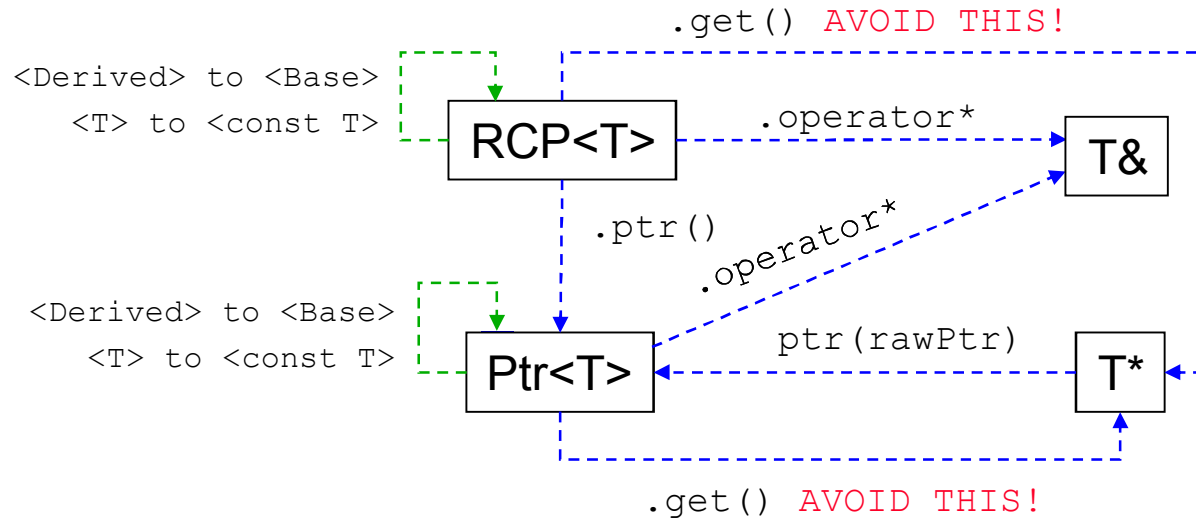 .get() AVOID THIS!
<Derived> to <Base>
<T> to <const T>
RCP<T>
.operator*
T&
.ptr()
.operator*
<Derived> to <Base>
<T> to <const T>
Ptr<T>
ptr(rawPtr)
T*
.get() AVOID THIS!